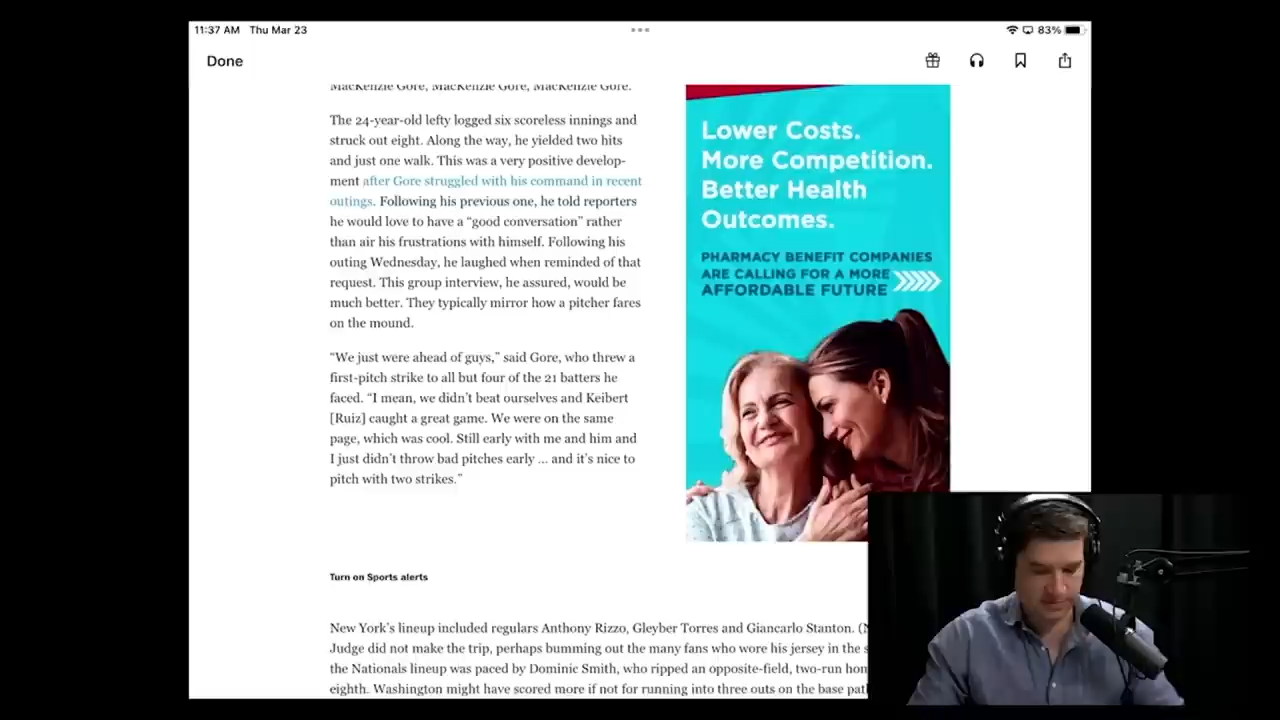 11:37 AM Thu Mar 23
83%
Done
MacKenzie Gore, MacKenzie Gore, MacKenzie Gore.
The 24-year-old lefty logged six scoreless innings and
struck out eight. Along the way, he yielded two hits
and just one walk. This was a very positive develop-
ment after Gore struggled with his command in recent
outings. Following his previous one, he told reporters
he would love to have a “good conversation” rather
than air his frustrations with himself. Following his
outing Wednesday, he laughed when reminded of that
request. This group interview, he assured, would be
much better. They typically mirror how a pitcher fares
on the mound.
“We just were ahead of guys,” said Gore, who threw a
first-pitch strike to all but four of the 21 batters he
faced. “I mean, we didn’t beat ourselves and Keibert
[Ruiz] caught a great game. We were on the same
page, which was cool. Still early with me and him and
I just didn’t throw bad pitches early ... and it’s nice to
pitch with two strikes.”
Lower Costs.
More Competition.
Better Health
Outcomes.
PHARMACY BENEFIT COMPANIES
ARE CALLING FOR A MORE
AFFORDABLE FUTURE
Turn on Sports alerts
New York’s lineup included regulars Anthony Rizzo, Gleyber Torres and Giancarlo Stanton.
Judge did not make the trip, perhaps bumming out the many fans who wore his jersey in the
the Nationals lineup was paced by Dominic Smith, who ripped an opposite-field, two-run
eighth. Washington might have scored more if not for running into three outs on the base